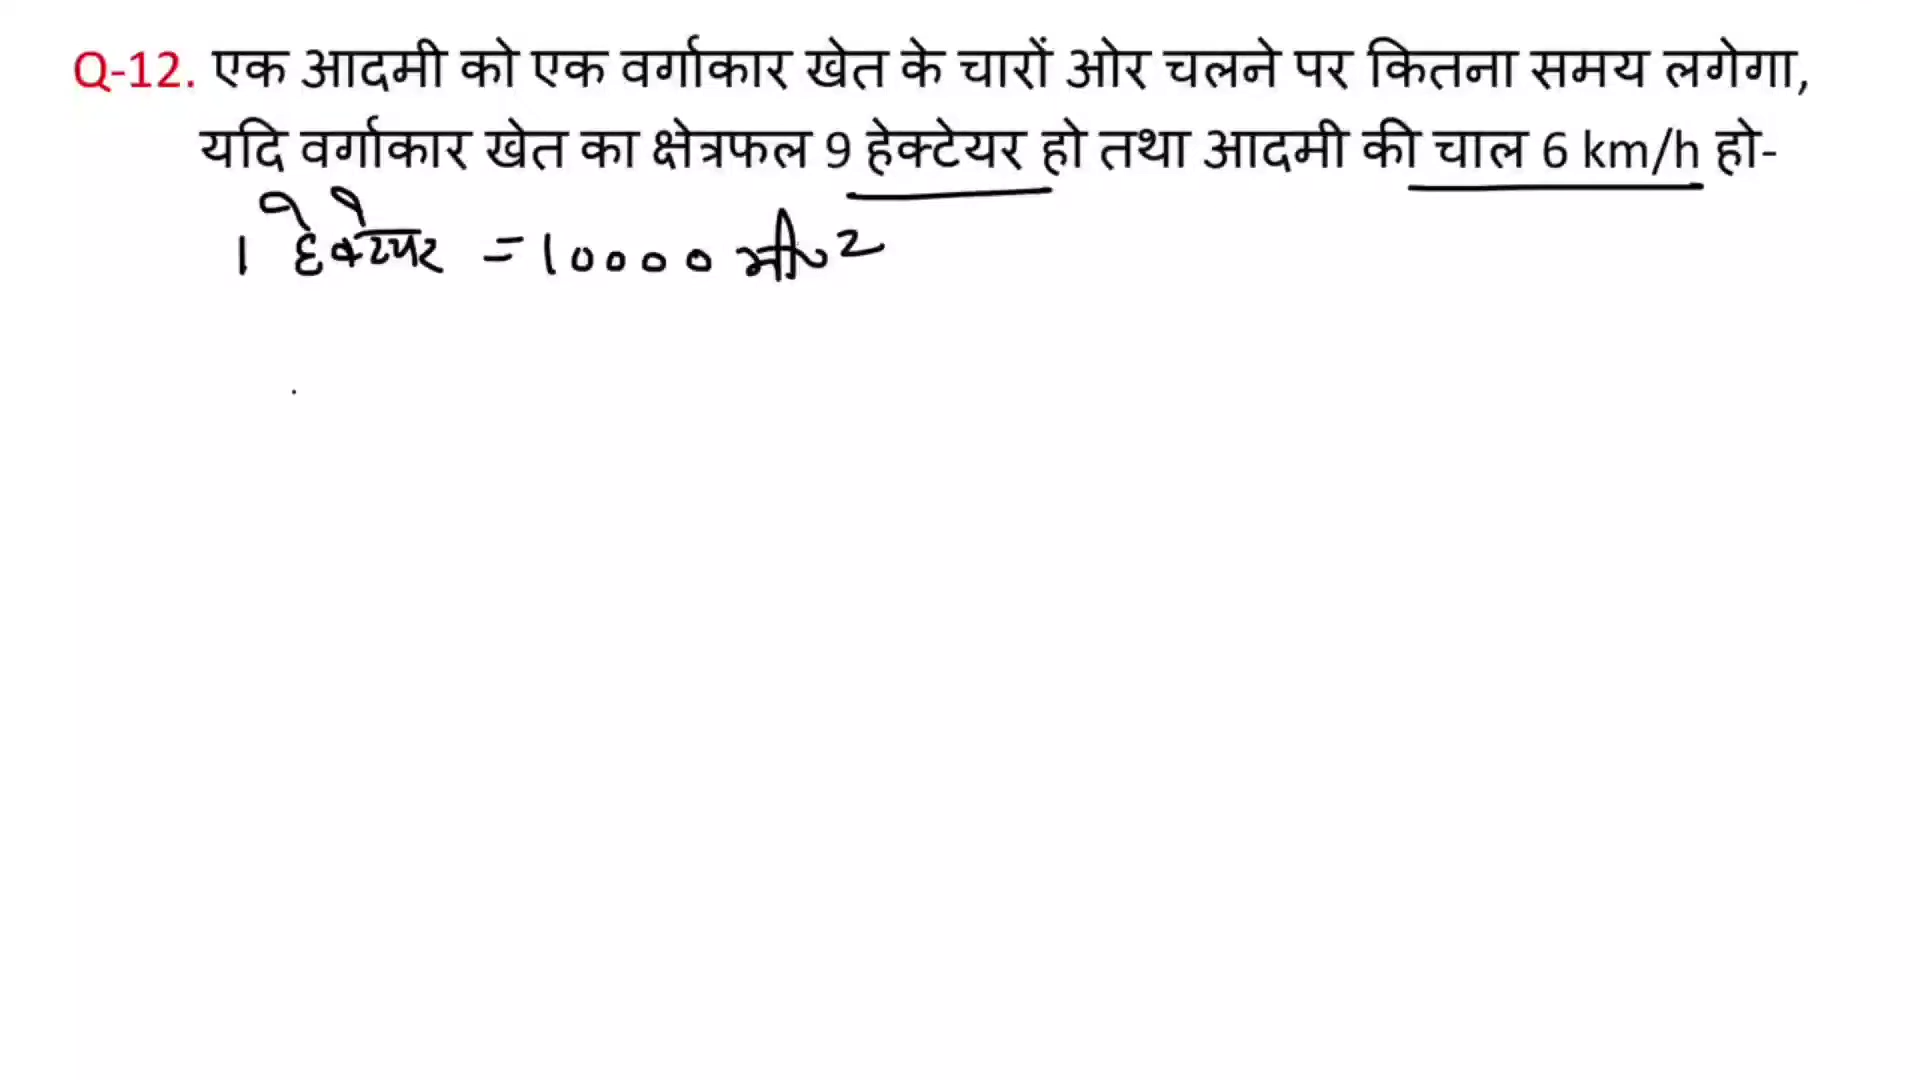 Q-12. एक आदमी को एक वर्गाकार खेत के चारों ओर चलने पर कितना समय लगेगा,
यदि वर्गाकार खेत का क्षेत्रफल 9 हेक्टेयर हो तथा आदमी की चाल 6 km/h हो-
1 हेक्टेयर = 10000 मी० 2